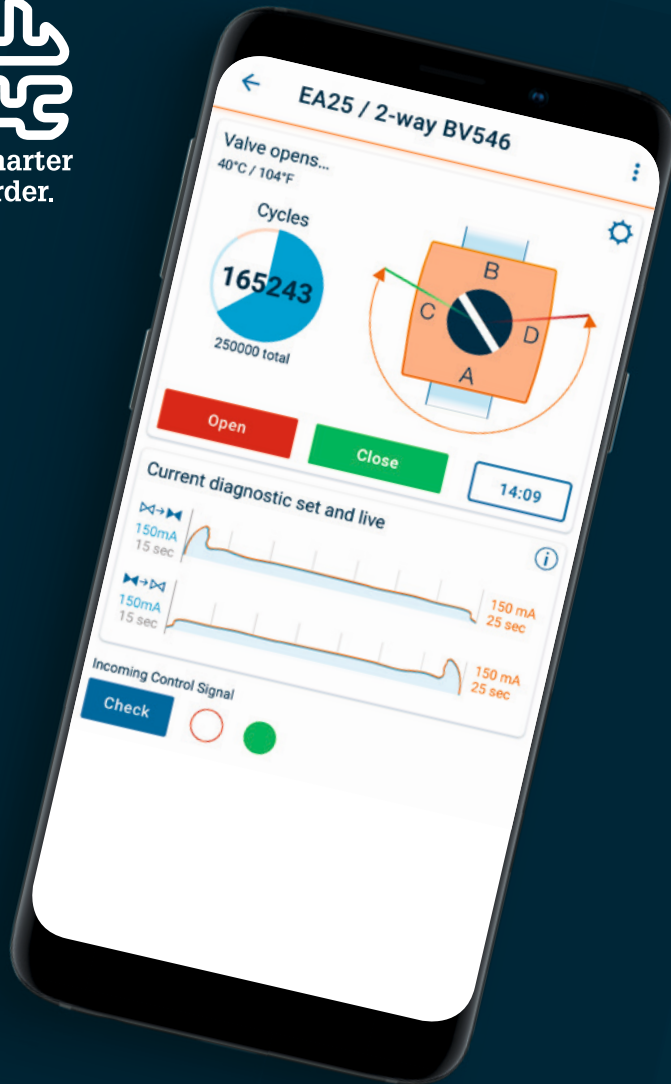 EA25 / 2-way BV546
Valve opens...
40°C / 104°F
Cycles
165243
250000 total
B
C
D
A
Open
Close
14:09
Current diagnostic set and live
150mA
15 sec
150 mA
25 sec
150mA
15 sec
150 mA
25 sec
Incoming Control Signal
Check